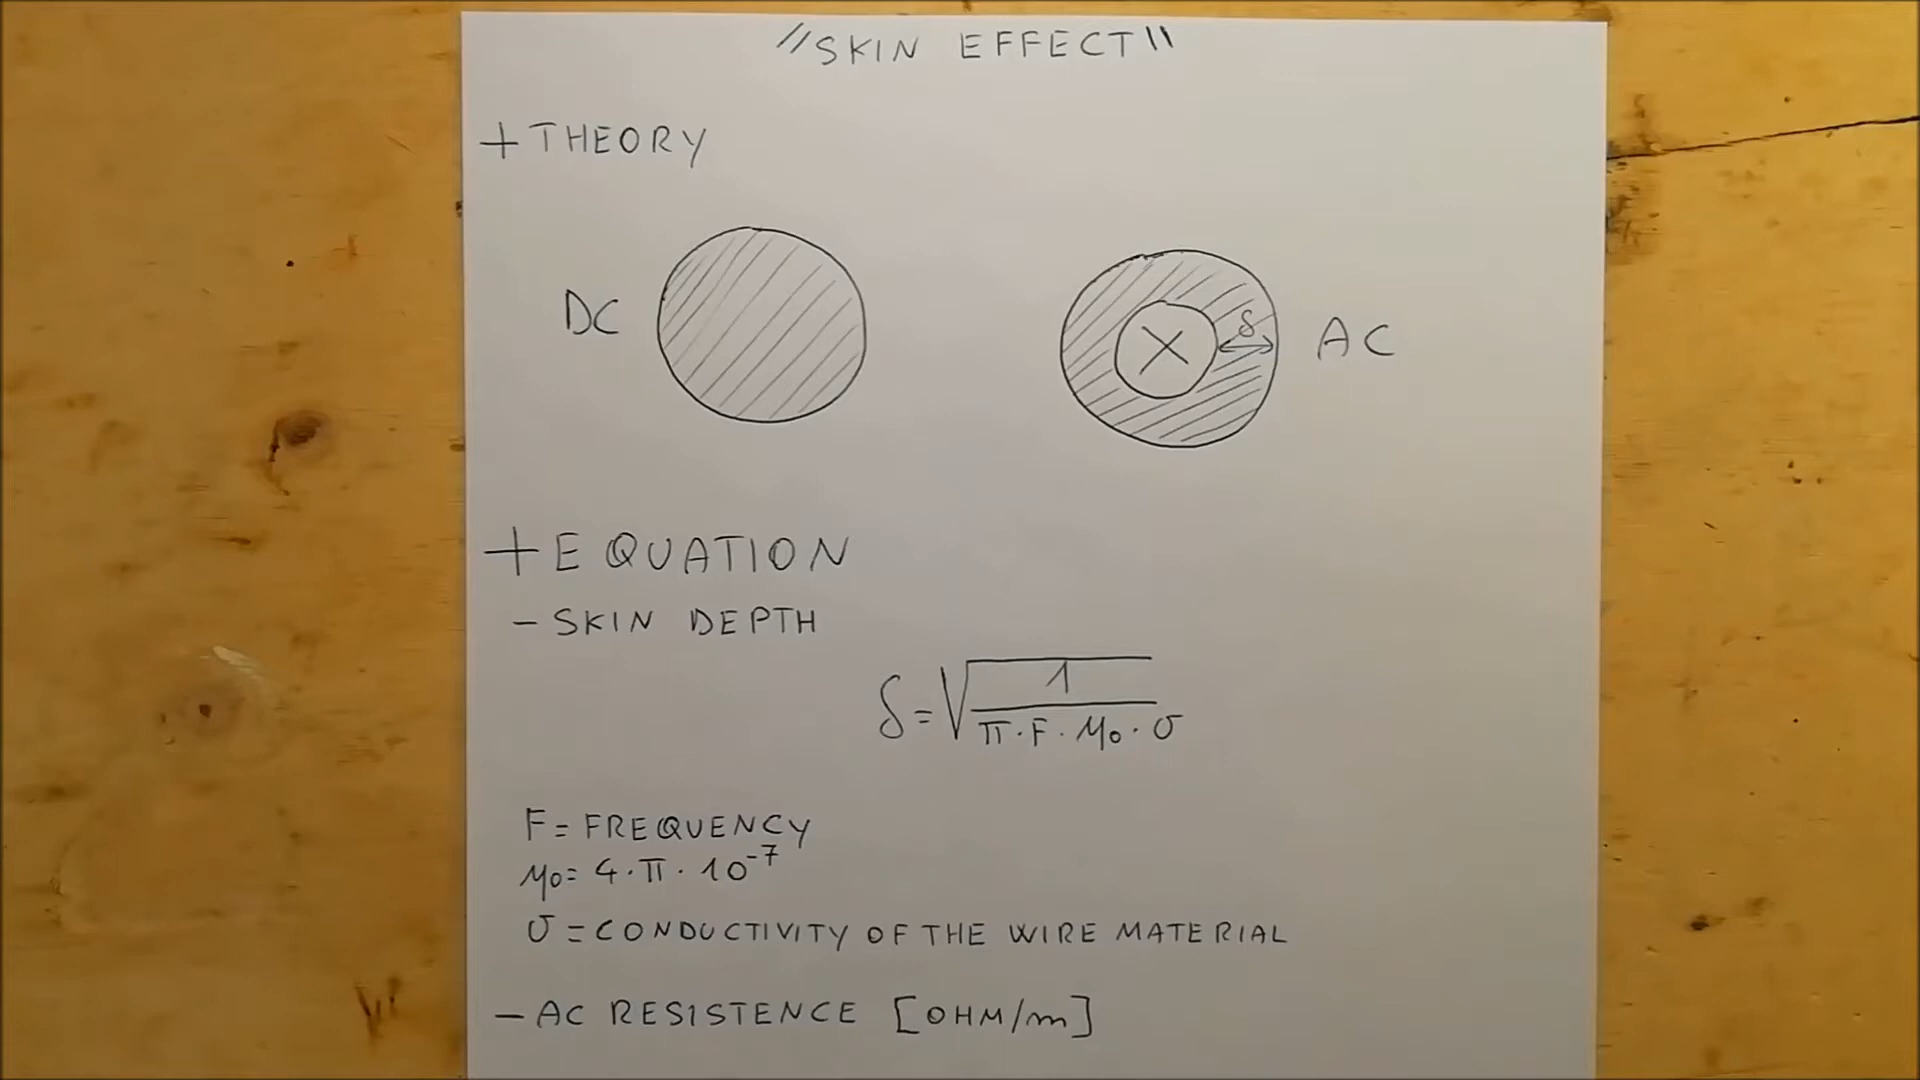 "SKIN EFFECT"
+ THEORY
DC
δ
AC
+ EQUATION
- SKIN DEPTH
δ = √(1 / (π · F · μ0 · σ))
F = FREQUENCY
μ0 = 4 · π · 10⁻⁷
σ = CONDUCTIVITY OF THE WIRE MATERIAL
- AC RESISTENCE [OHM/m]